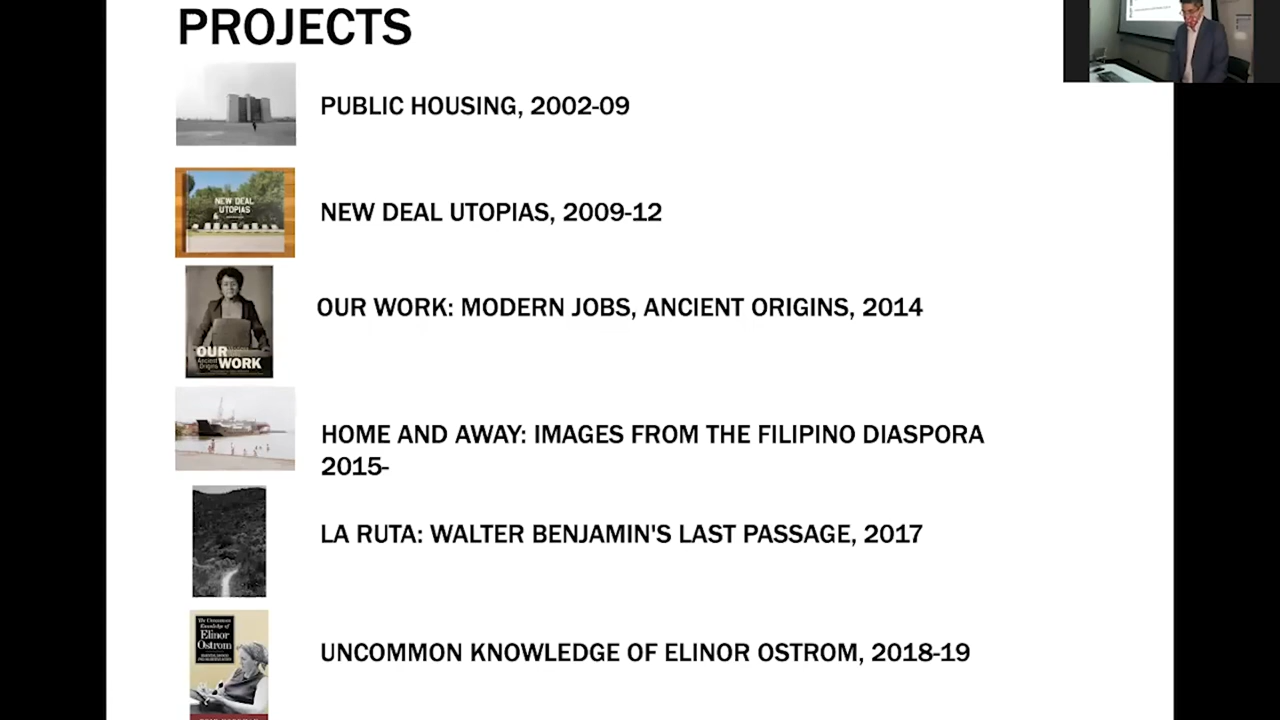 PROJECTS
PUBLIC HOUSING, 2002-09
NEW DEAL
UTOPIAS
NEW DEAL UTOPIAS, 2009-12
OUR WORK: MODERN JOBS, ANCIENT ORIGINS, 2014
OUR
Ancient
Origins WORK
HOME AND AWAY: IMAGES FROM THE FILIPINO DIASPORA
2015-
LA RUTA: WALTER BENJAMIN'S LAST PASSAGE, 2017
The Uncommon
Knowledge of
Elinor
Ostrom
UNCOMMON KNOWLEDGE OF ELINOR OSTROM, 2018-19